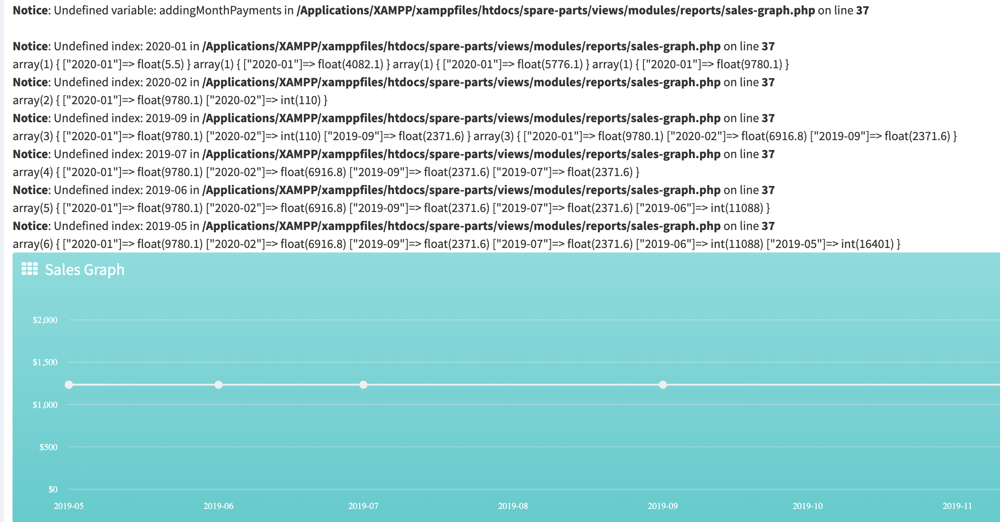 Notice: Undefined variable: addingMonthPayments in /Applications/XAMPP/xamppfiles/htdocs/spare-parts/views/modules/reports/sales-graph.php on line 37
Notice: Undefined index: 2020-01 in /Applications/XAMPP/xamppfiles/htdocs/spare-parts/views/modules/reports/sales-graph.php on line 37
array(1) { ["2020-01"]=> float(5.5) } array(1) { ["2020-01"]=> float(4082.1) } array(1) { ["2020-01"]=> float(5776.1) } array(1) { ["2020-01"]=> float(9780.1) }
Notice: Undefined index: 2020-02 in /Applications/XAMPP/xamppfiles/htdocs/spare-parts/views/modules/reports/sales-graph.php on line 37
array(2) { ["2020-01"]=> float(9780.1) ["2020-02"]=> int(110) }
Notice: Undefined index: 2019-09 in /Applications/XAMPP/xamppfiles/htdocs/spare-parts/views/modules/reports/sales-graph.php on line 37
array(3) { ["2020-01"]=> float(9780.1) ["2020-02"]=> int(110) ["2019-09"]=> float(2371.6) } array(3) { ["2020-01"]=> float(9780.1) ["2020-02"]=> float(6916.8) ["2019-09"]=> float(2371.6) }
Notice: Undefined index: 2019-07 in /Applications/XAMPP/xamppfiles/htdocs/spare-parts/views/modules/reports/sales-graph.php on line 37
array(4) { ["2020-01"]=> float(9780.1) ["2020-02"]=> float(6916.8) ["2019-09"]=> float(2371.6) ["2019-07"]=> float(2371.6) }
Notice: Undefined index: 2019-06 in /Applications/XAMPP/xamppfiles/htdocs/spare-parts/views/modules/reports/sales-graph.php on line 37
array(5) { ["2020-01"]=> float(9780.1) ["2020-02"]=> float(6916.8) ["2019-09"]=> float(2371.6) ["2019-07"]=> float(2371.6) ["2019-06"]=> int(11088) }
Notice: Undefined index: 2019-05 in /Applications/XAMPP/xamppfiles/htdocs/spare-parts/views/modules/reports/sales-graph.php on line 37
array(6) { ["2020-01"]=> float(9780.1) ["2020-02"]=> float(6916.8) ["2019-09"]=> float(2371.6) ["2019-07"]=> float(2371.6) ["2019-06"]=> int(11088) ["2019-05"]=> int(16401) }
Sales Graph
$2,000
$1,500
$1,000
$500
$0
2019-05 2019-06 2019-07 2019-08 2019-09 2019-10 2019-11